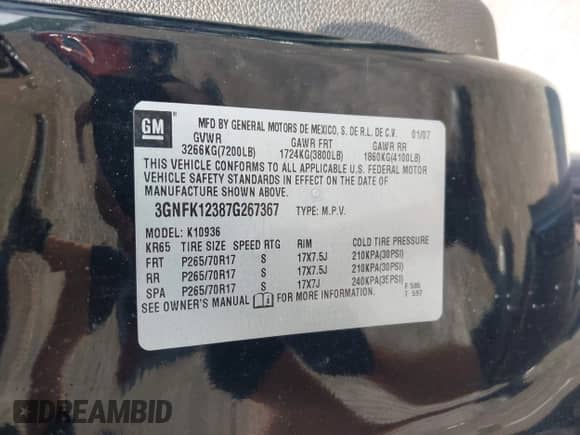 GM
MFD BY GENERAL MOTORS DE MEXICO, S. DE R.L. DE C.V. 01/07
GVWR GAWR FRT GAWR RR
3266KG(7200LB) 1724KG(3800LB) 1860KG(4100LB)
THIS VEHICLE CONFORMS TO ALL APPLICABLE U.S. FEDERAL MOTOR
VEHICLE SAFETY STANDARDS IN EFFECT ON THE DATE OF
MANUFACTURE SHOWN ABOVE.
3GNFK12387G267367 TYPE: M.P.V.
MODEL: K10936
KR65 TIRE SIZE SPEED RTG RIM COLD TIRE PRESSURE
FRT P265/70R17 S 17X7.5J 210KPA(30PSI)
RR P265/70R17 S 17X7.5J 210KPA(30PSI)
SPA P265/70R17 S 17X7J 240KPA(35PSI)
SEE OWNER'S MANUAL FOR MORE INFORMATION. F 585
T 597
DREAMBID